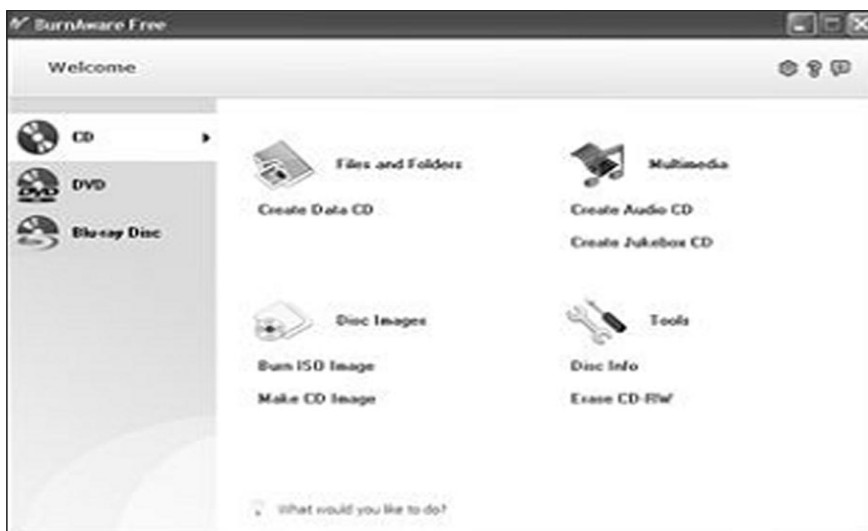 BurnAware Free
Welcome
CD
DVD
Blu-ray Disc
Files and Folders
Create Data CD
Multimedia
Create Audio CD
Create Jukebox CD
Disc Images
Burn ISO Image
Make CD Image
Tools
Disc Info
Erase CD-RW
What would you like to do?